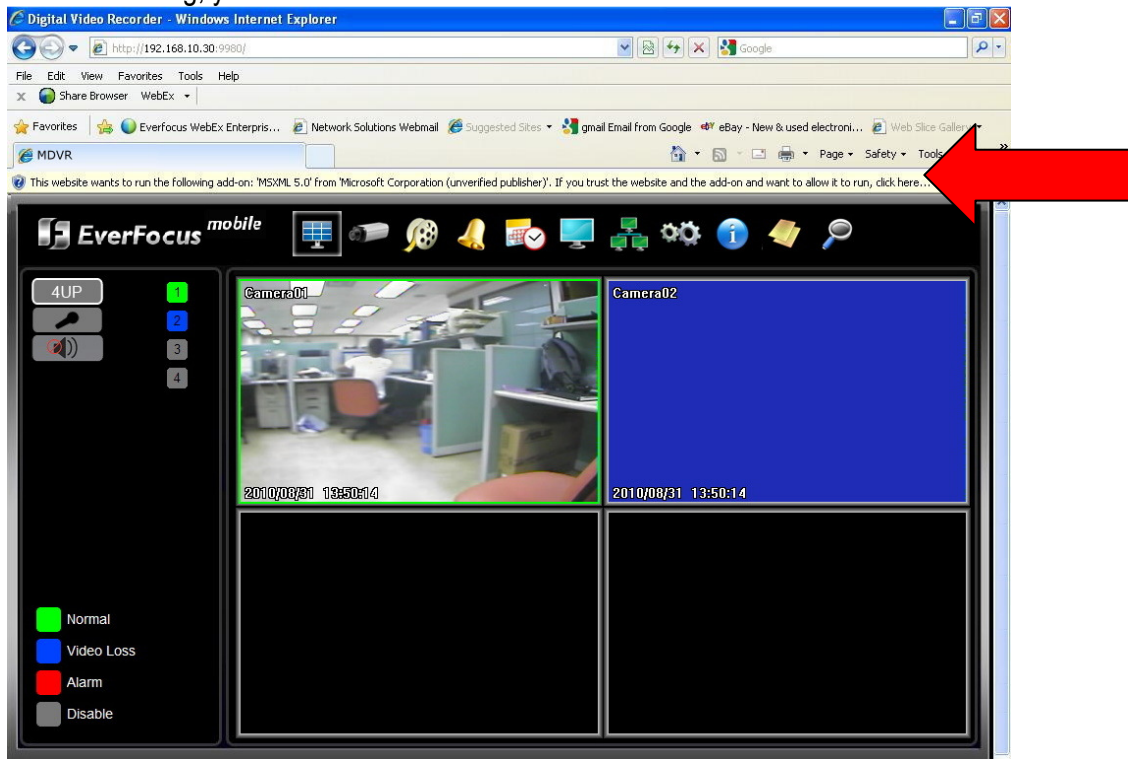 Digital Video Recorder - Windows Internet Explorer
http://192.168.10.30:9980/
Google
File Edit View Favorites Tools Help
x Share Browser WebEx
Favorites Everfocus WebEx Enterpris... Network Solutions Webmail Suggested Sites gmail Email from Google eBay - New & used electroni... Web Slice Gallery
MDVR
Page Safety Tools »
This website wants to run the following add-on: 'MSXML 5.0' from 'Microsoft Corporation (unverified publisher)'. If you trust the website and the add-on and want to allow it to run, click here...
EverFocus mobile
4UP
1
2
3
4
Camera01
2010/08/31 13:50:14
Camera02
2010/08/31 13:50:14
Normal
Video Loss
Alarm
Disable